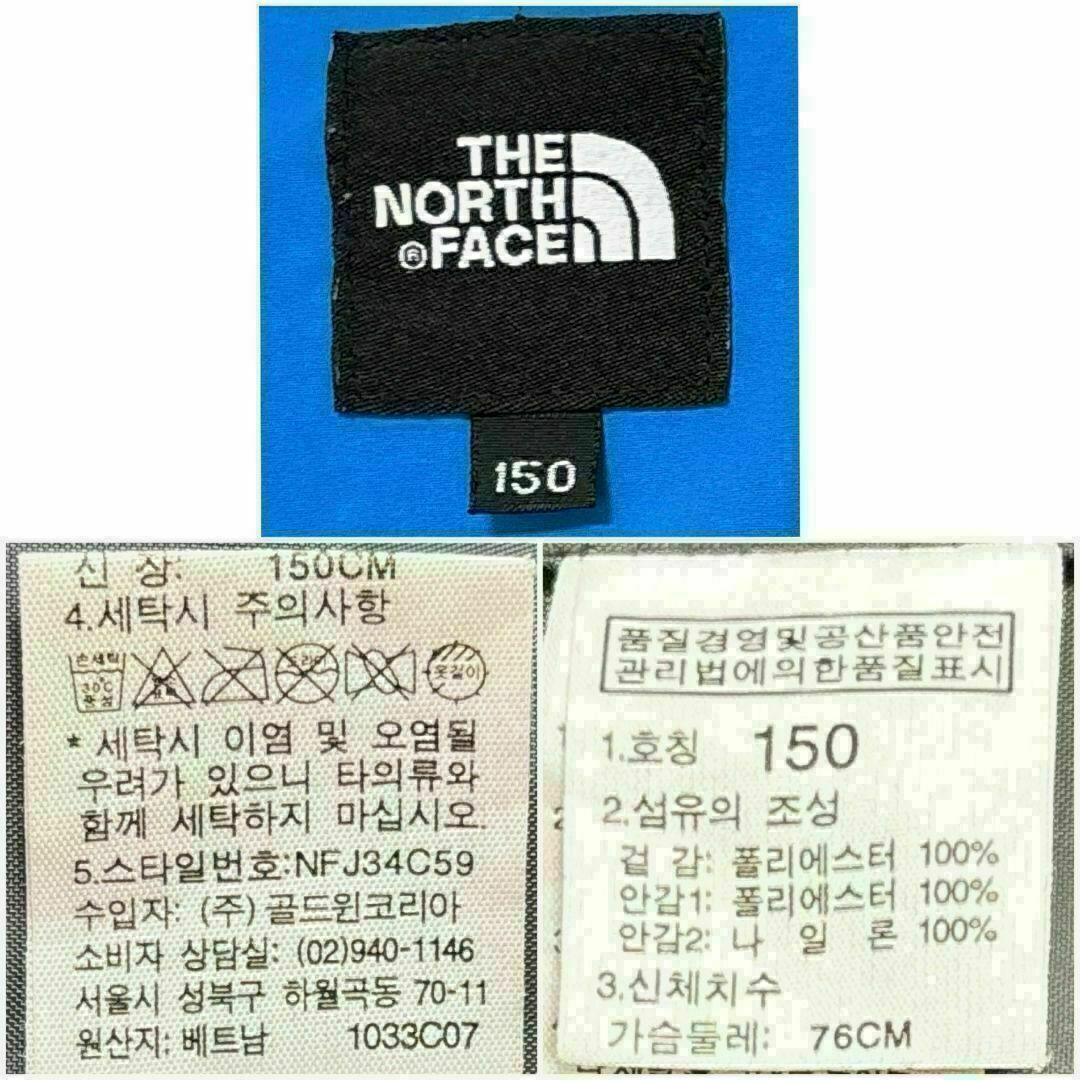 THE
NORTH
®FACE
150
신 장: 150CM
4.세탁시 주의사항
손세탁
30℃
중성
드라이
옷걸이
* 세탁시 이염 및 오염될
우려가 있으니 타의류와
함께 세탁하지 마십시오.
5.스타일번호:NFJ34C59
수입자: (주)골드윈코리아
소비자 상담실: (02)940-1146
서울시 성북구 하월곡동 70-11
원산지: 베트남 1033C07
품질경영및공산품안전
관리법에의한품질표시
1.호칭 150
2.섬유의 조성
겉 감: 폴리에스터 100%
안감1: 폴리에스터 100%
안감2: 나 일 론 100%
3.신체치수
가슴둘레: 76CM